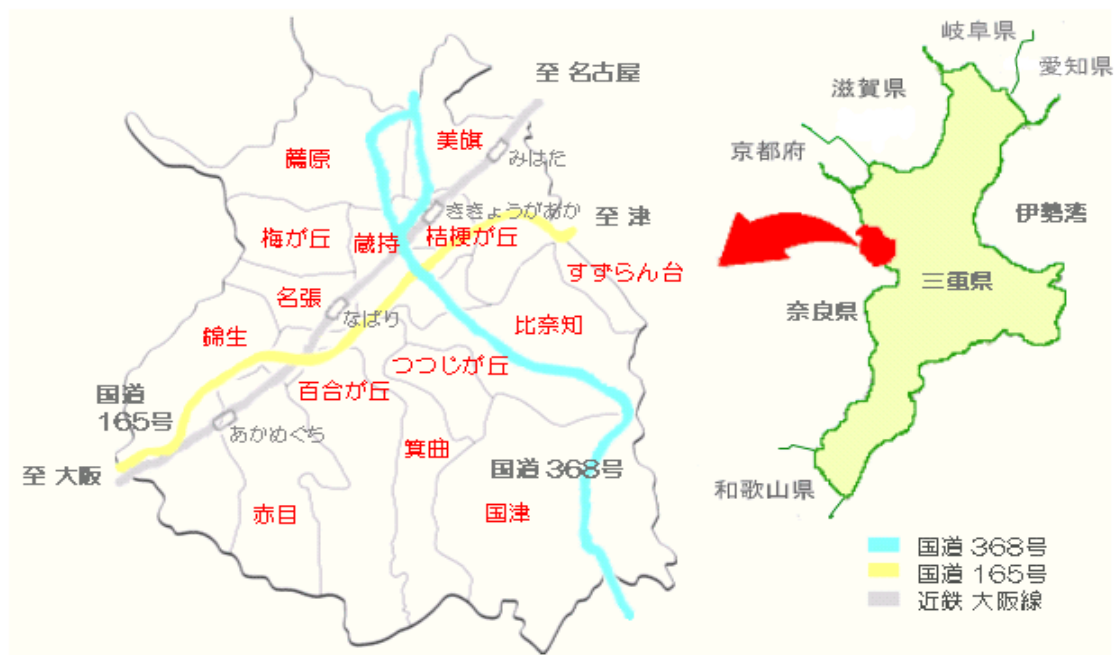 至 名古屋
美旗
みはた
薦原
ききょうがあか
至 津
梅が丘
蔵持
桔梗が丘
すずらん台
名張
なばり
比奈知
錦生
つつじが丘
百合が丘
国道
165号
あかめぐち
箕曲
至 大阪
国道 368号
赤目
国津
岐阜県
愛知県
滋賀県
京都府
伊勢湾
三重県
奈良県
和歌山県
国道 368号
国道 165号
近鉄 大阪線